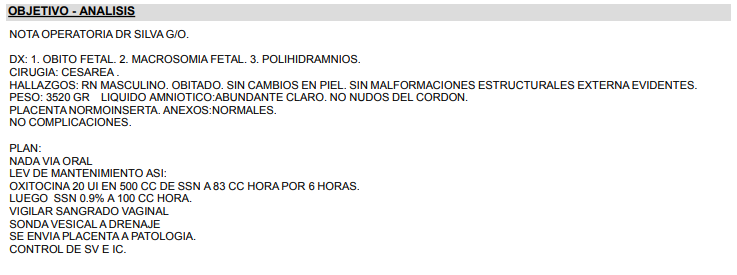 OBJETIVO - ANALISIS
NOTA OPERATORIA DR SILVA G/O.
DX: 1. OBITO FETAL. 2. MACROSOMIA FETAL. 3. POLIHIDRAMNIOS.
CIRUGIA: CESAREA .
HALLAZGOS: RN MASCULINO. OBITADO. SIN CAMBIOS EN PIEL. SIN MALFORMACIONES ESTRUCTURALES EXTERNA EVIDENTES.
PESO: 3520 GR LIQUIDO AMNIOTICO:ABUNDANTE CLARO. NO NUDOS DEL CORDON.
PLACENTA NORMOINSERTA. ANEXOS:NORMALES.
NO COMPLICACIONES.
PLAN:
NADA VIA ORAL
LEV DE MANTENIMIENTO ASI:
OXITOCINA 20 UI EN 500 CC DE SSN A 83 CC HORA POR 6 HORAS.
LUEGO SSN 0.9% A 100 CC HORA.
VIGILAR SANGRADO VAGINAL
SONDA VESICAL A DRENAJE
SE ENVIA PLACENTA A PATOLOGIA.
CONTROL DE SV E IC.